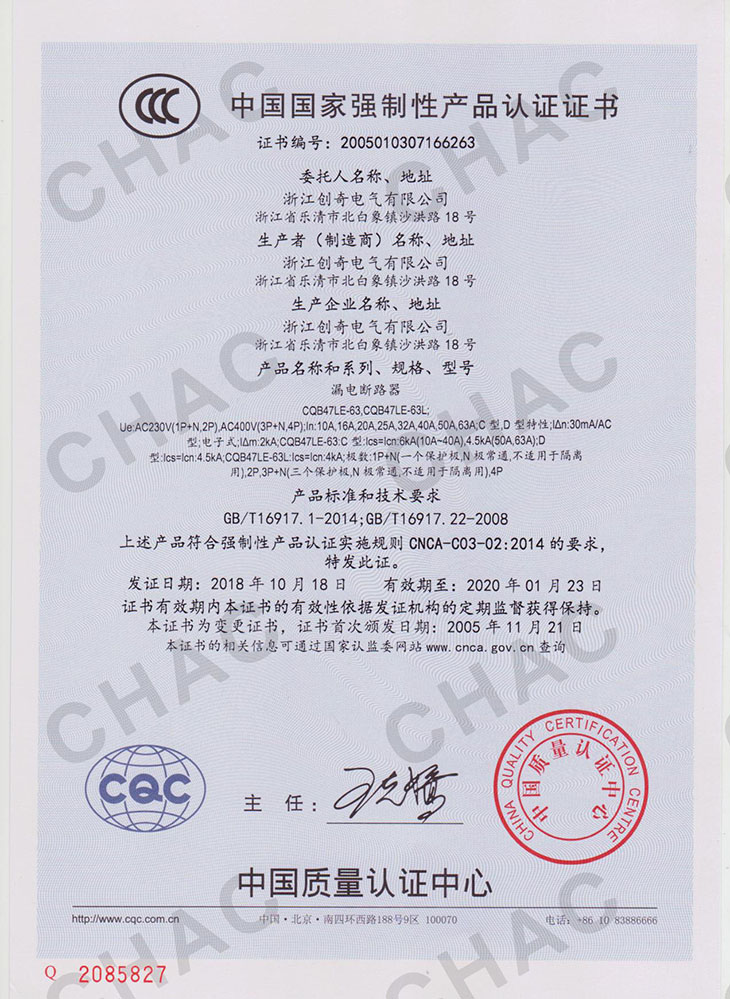 CCC
中国国家强制性产品认证证书
证书编号：2005010307166263
委托人名称、地址
浙江创奇电气有限公司
浙江省乐清市北白象镇沙洪路 18 号
生产者（制造商）名称、地址
浙江创奇电气有限公司
浙江省乐清市北白象镇沙洪路 18 号
生产企业名称、地址
浙江创奇电气有限公司
浙江省乐清市北白象镇沙洪路 18 号
产品名称和系列、规格、型号
漏电断路器
CQB47LE-63,CQB47LE-63L;
Ue:AC230V(1P+N,2P),AC400V(3P+N,4P);In:10A,16A,20A,25A,32A,40A,50A,63A;C 型,D 型特性;IΔn:30mA/AC
型;电子式;IΔm:2kA;CQB47LE-63:C 型:Ics=Icn:6kA(10A~40A),4.5kA(50A,63A);D
型:Ics=Icn:4.5kA;CQB47LE-63L:Ics=Icn:4kA;极数:1P+N(一个保护极,N 极常通,不适用于隔离
用),2P,3P+N(三个保护极,N 极常通,不适用于隔离用),4P
产品标准和技术要求
GB/T16917.1-2014;GB/T16917.22-2008
上述产品符合强制性产品认证实施规则 CNCA-C03-02:2014 的要求，
特发此证。
发证日期：2018 年 10 月 18 日 有效期至：2020 年 01 月 23 日
证书有效期内本证书的有效性依据发证机构的定期监督获得保持。
本证书为变更证书，证书首次颁发日期：2005 年 11 月 21 日
本证书的相关信息可通过国家认监委网站 www.cnca.gov.cn 查询
CQC
主 任：
CHINA QUALITY CERTIFICATION CENTRE
中国质量认证中心
中国质量认证中心
http://www.cqc.com.cn 中国·北京·南四环西路188号9区 100070 电话：+86 10 83886666
Q 2085827
CHAC
CHAC
CHAC
CHAC
CHAC
CHAC
CHAC
CHAC